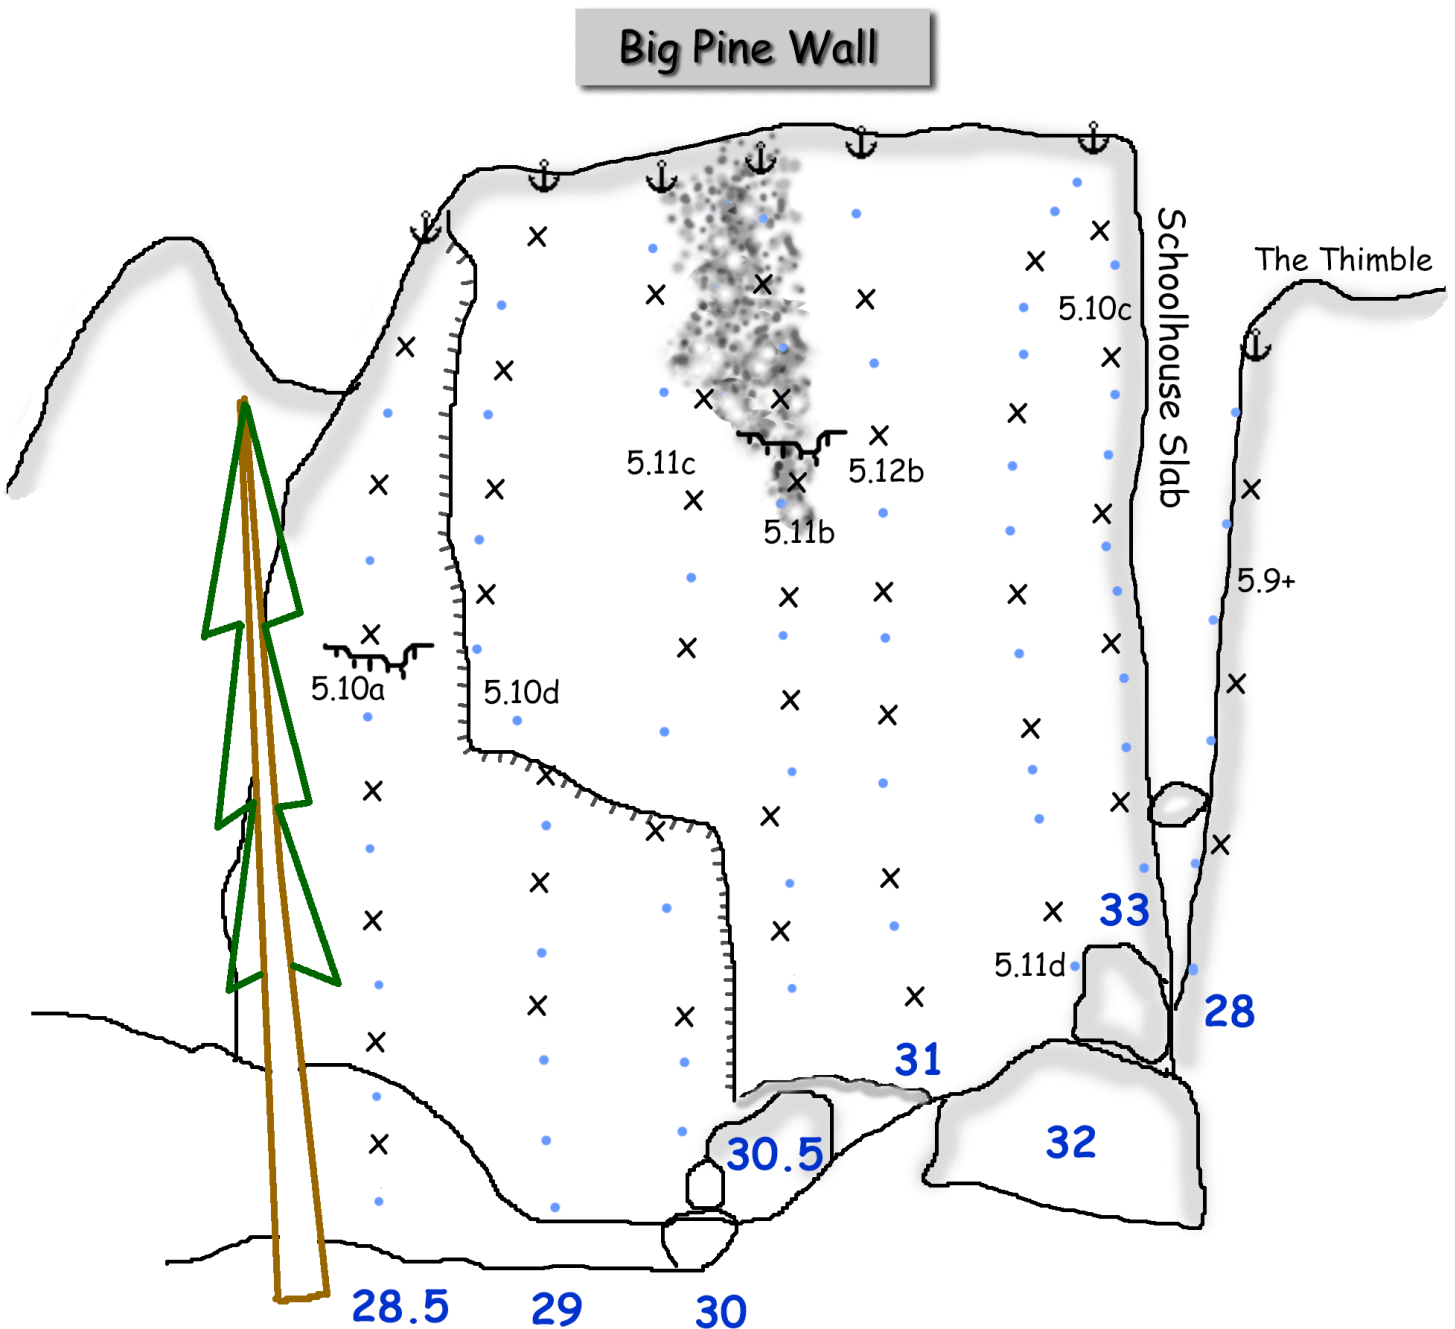 Big Pine Wall
Schoolhouse Slab
The Thimble
5.10c
5.11c
5.12b
5.11b
5.9+
5.10a
5.10d
33
5.11d
28
31
30.5
32
28.5
29
30